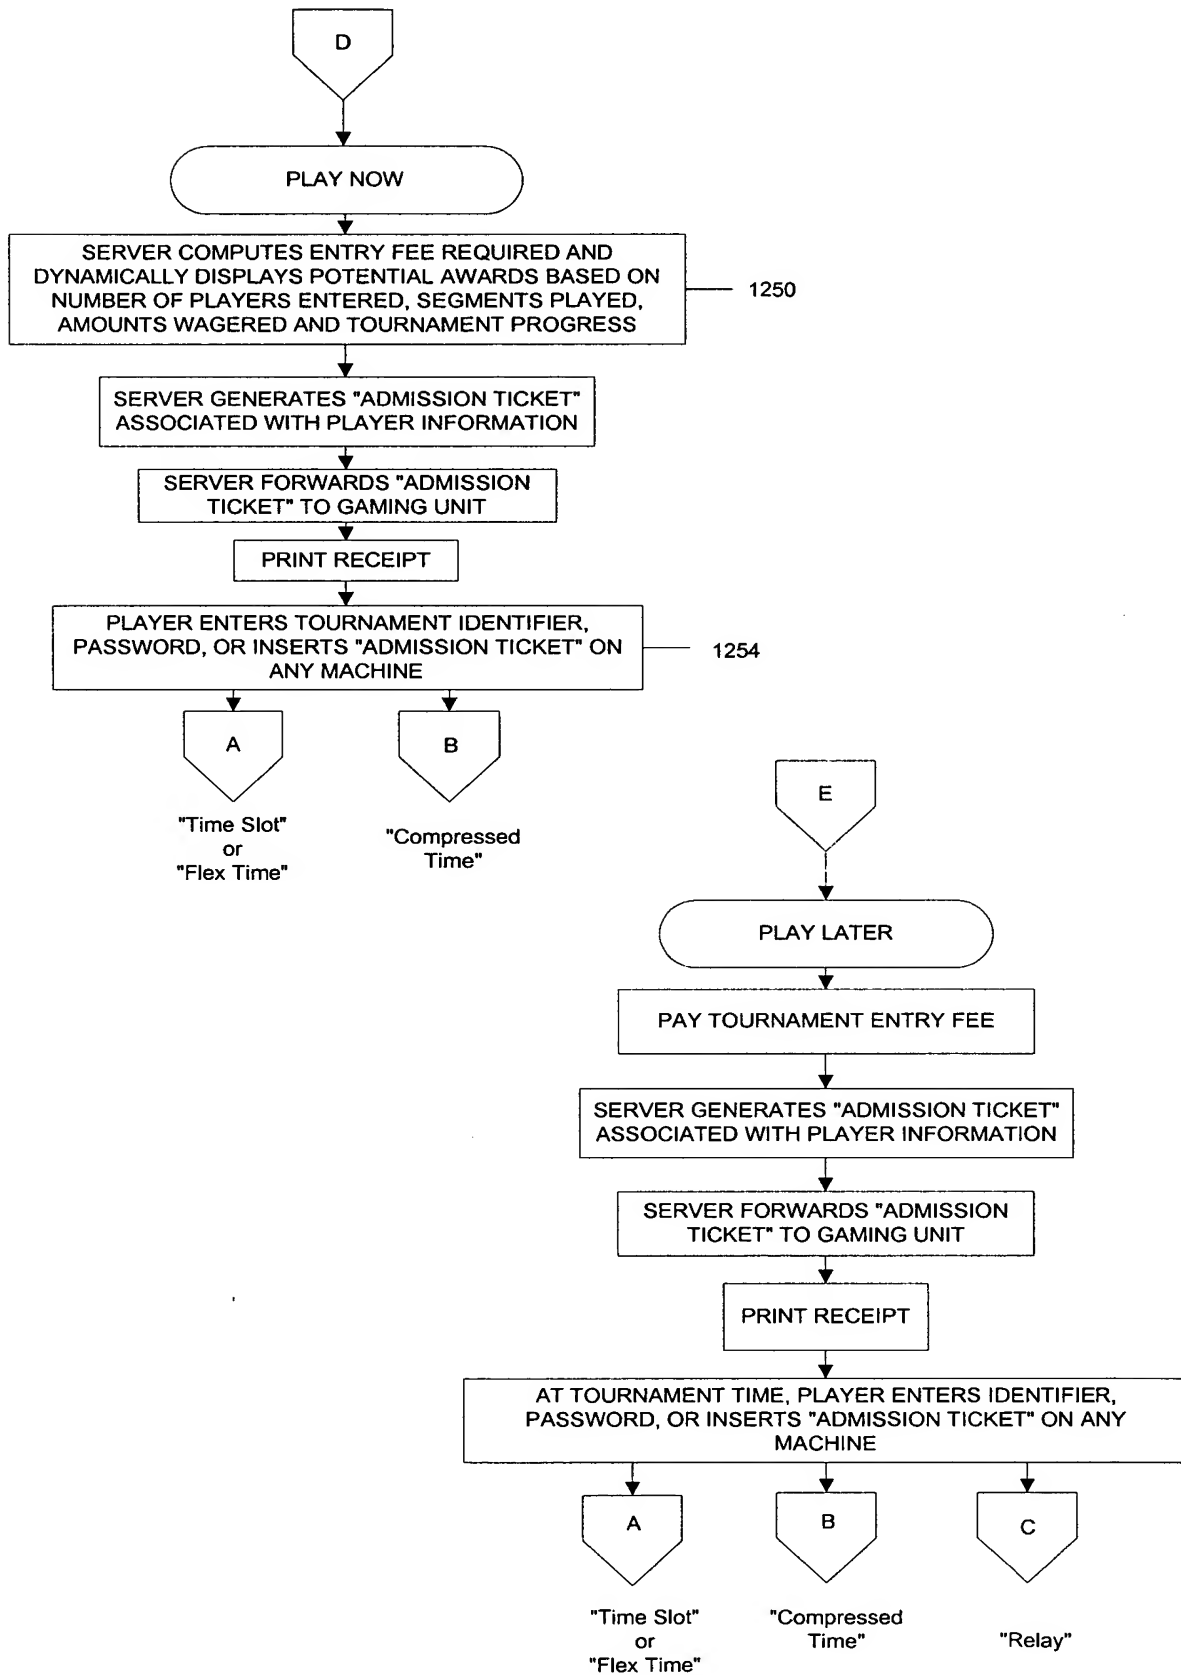 D
PLAY NOW
SERVER COMPUTES ENTRY FEE REQUIRED AND
DYNAMICALLY DISPLAYS POTENTIAL AWARDS BASED ON
NUMBER OF PLAYERS ENTERED, SEGMENTS PLAYED,
AMOUNTS WAGERED AND TOURNAMENT PROGRESS
1250
SERVER GENERATES "ADMISSION TICKET"
ASSOCIATED WITH PLAYER INFORMATION
SERVER FORWARDS "ADMISSION
TICKET" TO GAMING UNIT
PRINT RECEIPT
PLAYER ENTERS TOURNAMENT IDENTIFIER,
PASSWORD, OR INSERTS "ADMISSION TICKET" ON
ANY MACHINE
1254
A
"Time Slot"
or
"Flex Time"
B
"Compressed
Time"
E
PLAY LATER
PAY TOURNAMENT ENTRY FEE
SERVER GENERATES "ADMISSION TICKET"
ASSOCIATED WITH PLAYER INFORMATION
SERVER FORWARDS "ADMISSION
TICKET" TO GAMING UNIT
PRINT RECEIPT
AT TOURNAMENT TIME, PLAYER ENTERS IDENTIFIER,
PASSWORD, OR INSERTS "ADMISSION TICKET" ON ANY
MACHINE
A
"Time Slot"
or
"Flex Time"
B
"Compressed
Time"
C
"Relay"